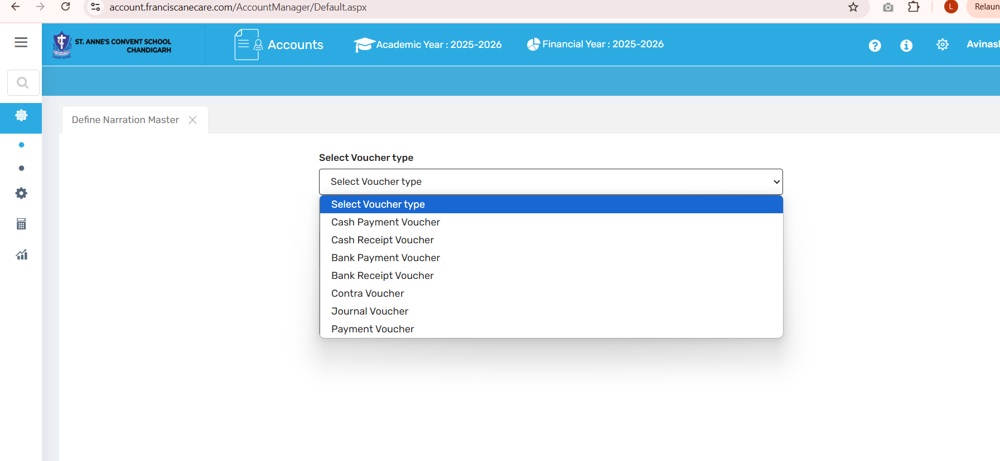 account.franciscanecare.com/AccountManager/Default.aspx
L
Relaun
ST. ANNE'S CONVENT SCHOOL
CHANDIGARH
Accounts
Academic Year : 2025-2026
Financial Year : 2025-2026
Avinash
Define Narration Master
Select Voucher type
Select Voucher type
Select Voucher type
Cash Payment Voucher
Cash Receipt Voucher
Bank Payment Voucher
Bank Receipt Voucher
Contra Voucher
Journal Voucher
Payment Voucher